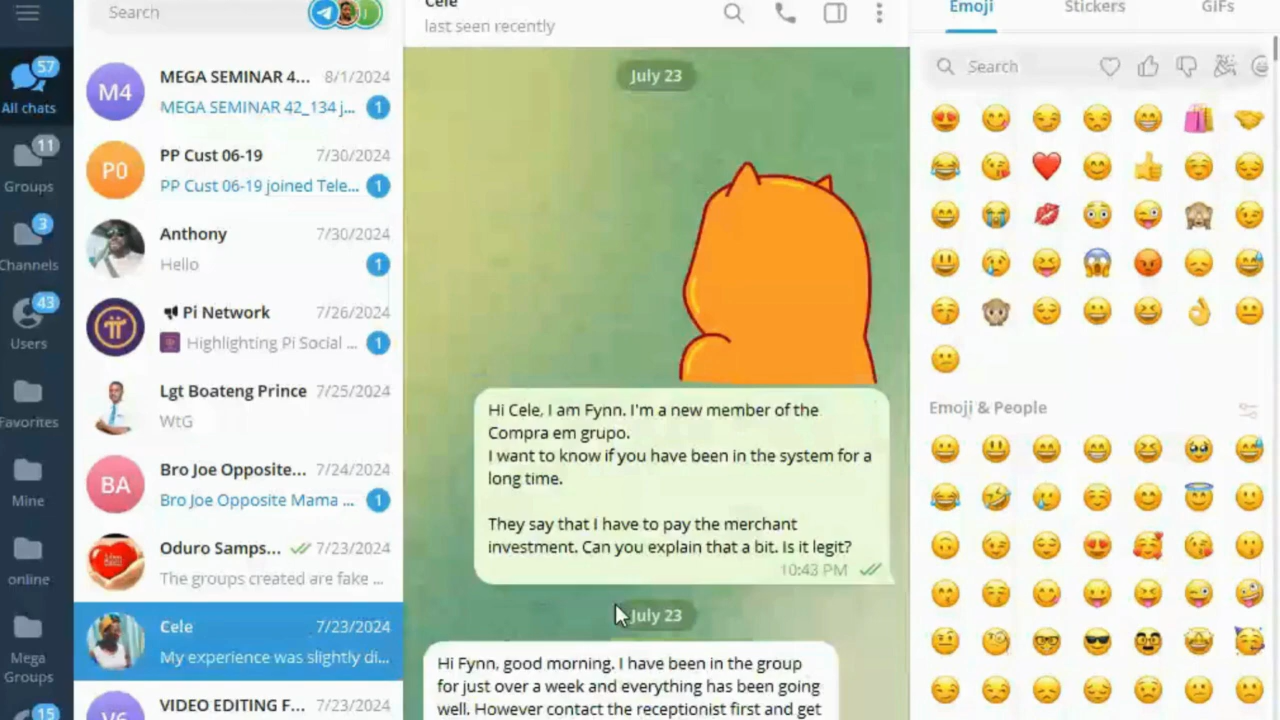 Search
57
All chats
11
Groups
3
Channels
43
Users
Favorites
Mine
online
Mega
Groups
15
M4
MEGA SEMINAR 4... 8/1/2024
MEGA SEMINAR 42_134 j... 1
P0
PP Cust 06-19 7/30/2024
PP Cust 06-19 joined Tele... 1
Anthony 7/30/2024
Hello 1
Pi Network 7/26/2024
Highlighting Pi Social ... 1
Lgt Boateng Prince 7/25/2024
WtG
BA
Bro Joe Opposite... 7/24/2024
Bro Joe Opposite Mama ... 1
Oduro Samps... 7/23/2024
The groups created are fake ...
Cele 7/23/2024
My experience was slightly di...
VIDEO EDITING F... 7/23/2024
Cele
last seen recently
July 23
Hi Cele, I am Fynn. I'm a new member of the
Compra em grupo.
I want to know if you have been in the system for a
long time.
They say that I have to pay the merchant
investment. Can you explain that a bit. Is it legit?
10:43 PM
July 23
Hi Fynn, good morning. I have been in the group
for just over a week and everything has been going
well. However contact the receptionist first and get
Emoji Stickers GIFs
Search
Emoji & People